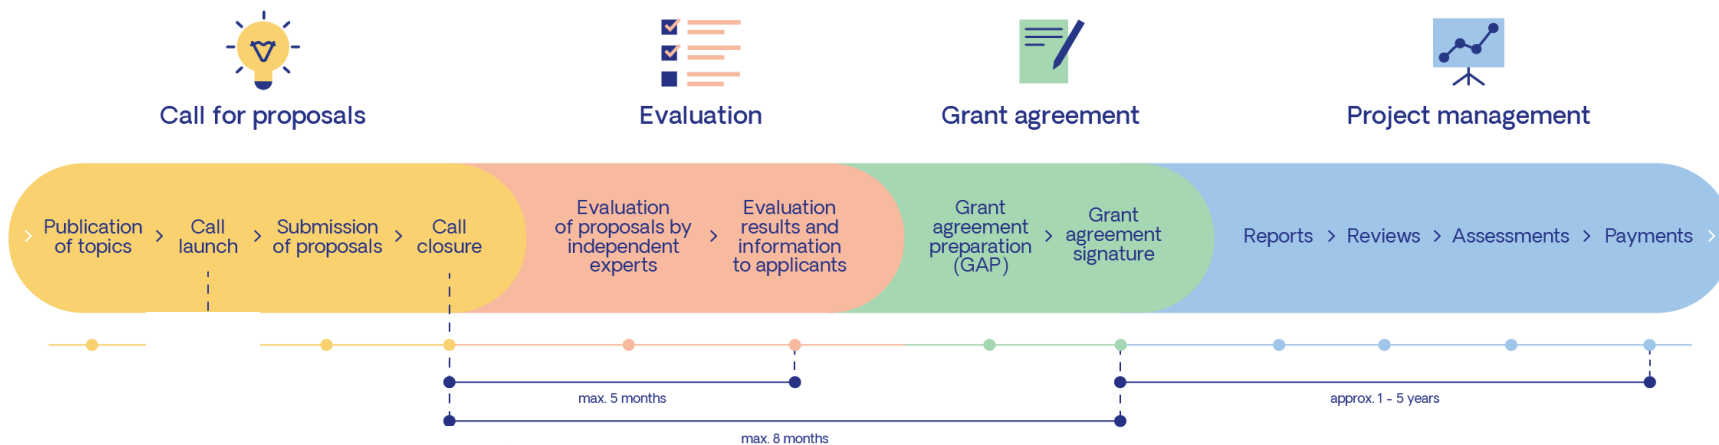 Call for proposals
Evaluation
Grant agreement
Project management
Publication
of topics
Call
launch
Submission
of proposals
Call
closure
Evaluation
of proposals by
independent
experts
Evaluation
results and
information
to applicants
Grant
agreement
preparation
(GAP)
Grant
agreement
signature
Reports
Reviews
Assessments
Payments
max. 5 months
approx. 1 - 5 years
max. 8 months